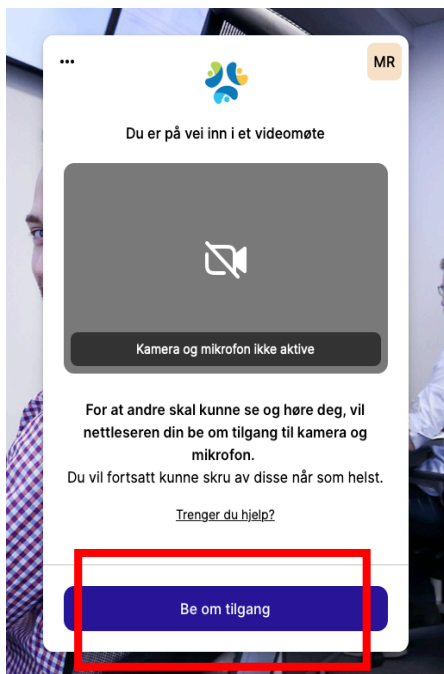 ...
MR
Du er på vei inn i et videomøte
Kamera og mikrofon ikke aktive
For at andre skal kunne se og høre deg, vil
nettleseren din be om tilgang til kamera og
mikrofon.
Du vil fortsatt kunne skru av disse når som helst.
Trenger du hjelp?
Be om tilgang